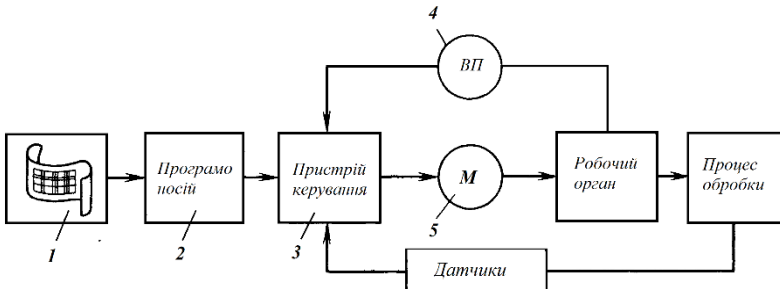 4
ВП
Програмо
носій
Пристрій
керування
М
Робочий
орган
Процес
обробки
1
2
3
5
Датчики